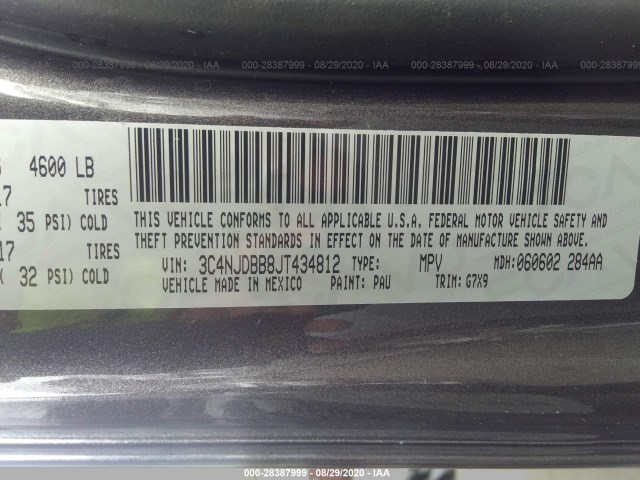 000-28387999 - 08/29/2020 - IAA
4600 LB
TIRES
35 PSI) COLD
17 TIRES
( 32 PSI) COLD
THIS VEHICLE CONFORMS TO ALL APPLICABLE U.S.A. FEDERAL MOTOR VEHICLE SAFETY AND
THEFT PREVENTION STANDARDS IN EFFECT ON THE DATE OF MANUFACTURE SHOWN ABOVE.
VIN: 3C4NJDBB8JT434812 TYPE: MPV MDH: 060602 284AA
VEHICLE MADE IN MEXICO PAINT: PAU TRIM: G7X9
000-28387999 - 08/29/2020 - IAA